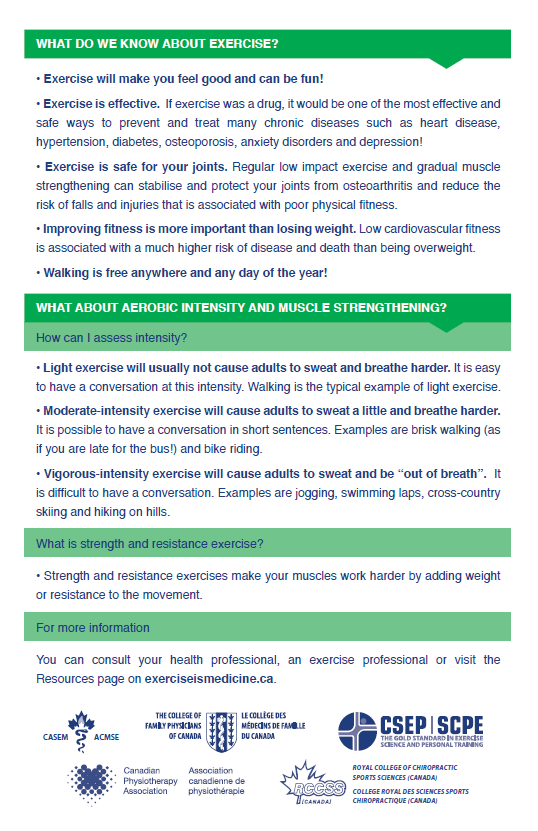 WHAT DO WE KNOW ABOUT EXERCISE?
• Exercise will make you feel good and can be fun!
• Exercise is effective. If exercise was a drug, it would be one of the most effective and
safe ways to prevent and treat many chronic diseases such as heart disease,
hypertension, diabetes, osteoporosis, anxiety disorders and depression!
• Exercise is safe for your joints. Regular low impact exercise and gradual muscle
strengthening can stabilise and protect your joints from osteoarthritis and reduce the
risk of falls and injuries that is associated with poor physical fitness.
• Improving fitness is more important than losing weight. Low cardiovascular fitness
is associated with a much higher risk of disease and death than being overweight.
• Walking is free anywhere and any day of the year!
WHAT ABOUT AEROBIC INTENSITY AND MUSCLE STRENGTHENING?
How can I assess intensity?
• Light exercise will usually not cause adults to sweat and breathe harder. It is easy
to have a conversation at this intensity. Walking is the typical example of light exercise.
• Moderate-intensity exercise will cause adults to sweat a little and breathe harder.
It is possible to have a conversation in short sentences. Examples are brisk walking (as
if you are late for the bus!) and bike riding.
• Vigorous-intensity exercise will cause adults to sweat and be “out of breath”. It
is difficult to have a conversation. Examples are jogging, swimming laps, cross-country
skiing and hiking on hills.
What is strength and resistance exercise?
• Strength and resistance exercises make your muscles work harder by adding weight
or resistance to the movement.
For more information
You can consult your health professional, an exercise professional or visit the
Resources page on exerciseismedicine.ca.
CASEM ACMSE
THE COLLEGE OF
FAMILY PHYSICIANS
OF CANADA
LE COLLÈGE DES
MÉDECINS DE FAMILLE
DU CANADA
CSEP | SCPE
THE GOLD STANDARD IN EXERCISE
SCIENCE AND PERSONAL TRAINING
Canadian
Physiotherapy
Association
Association
canadienne de
physiothérapie
RCCSS
(CANADA)
ROYAL COLLEGE OF CHIROPRACTIC
SPORTS SCIENCES (CANADA)
COLLÈGE ROYAL DES SCIENCES SPORTS
CHIROPRACTIQUE (CANADA)